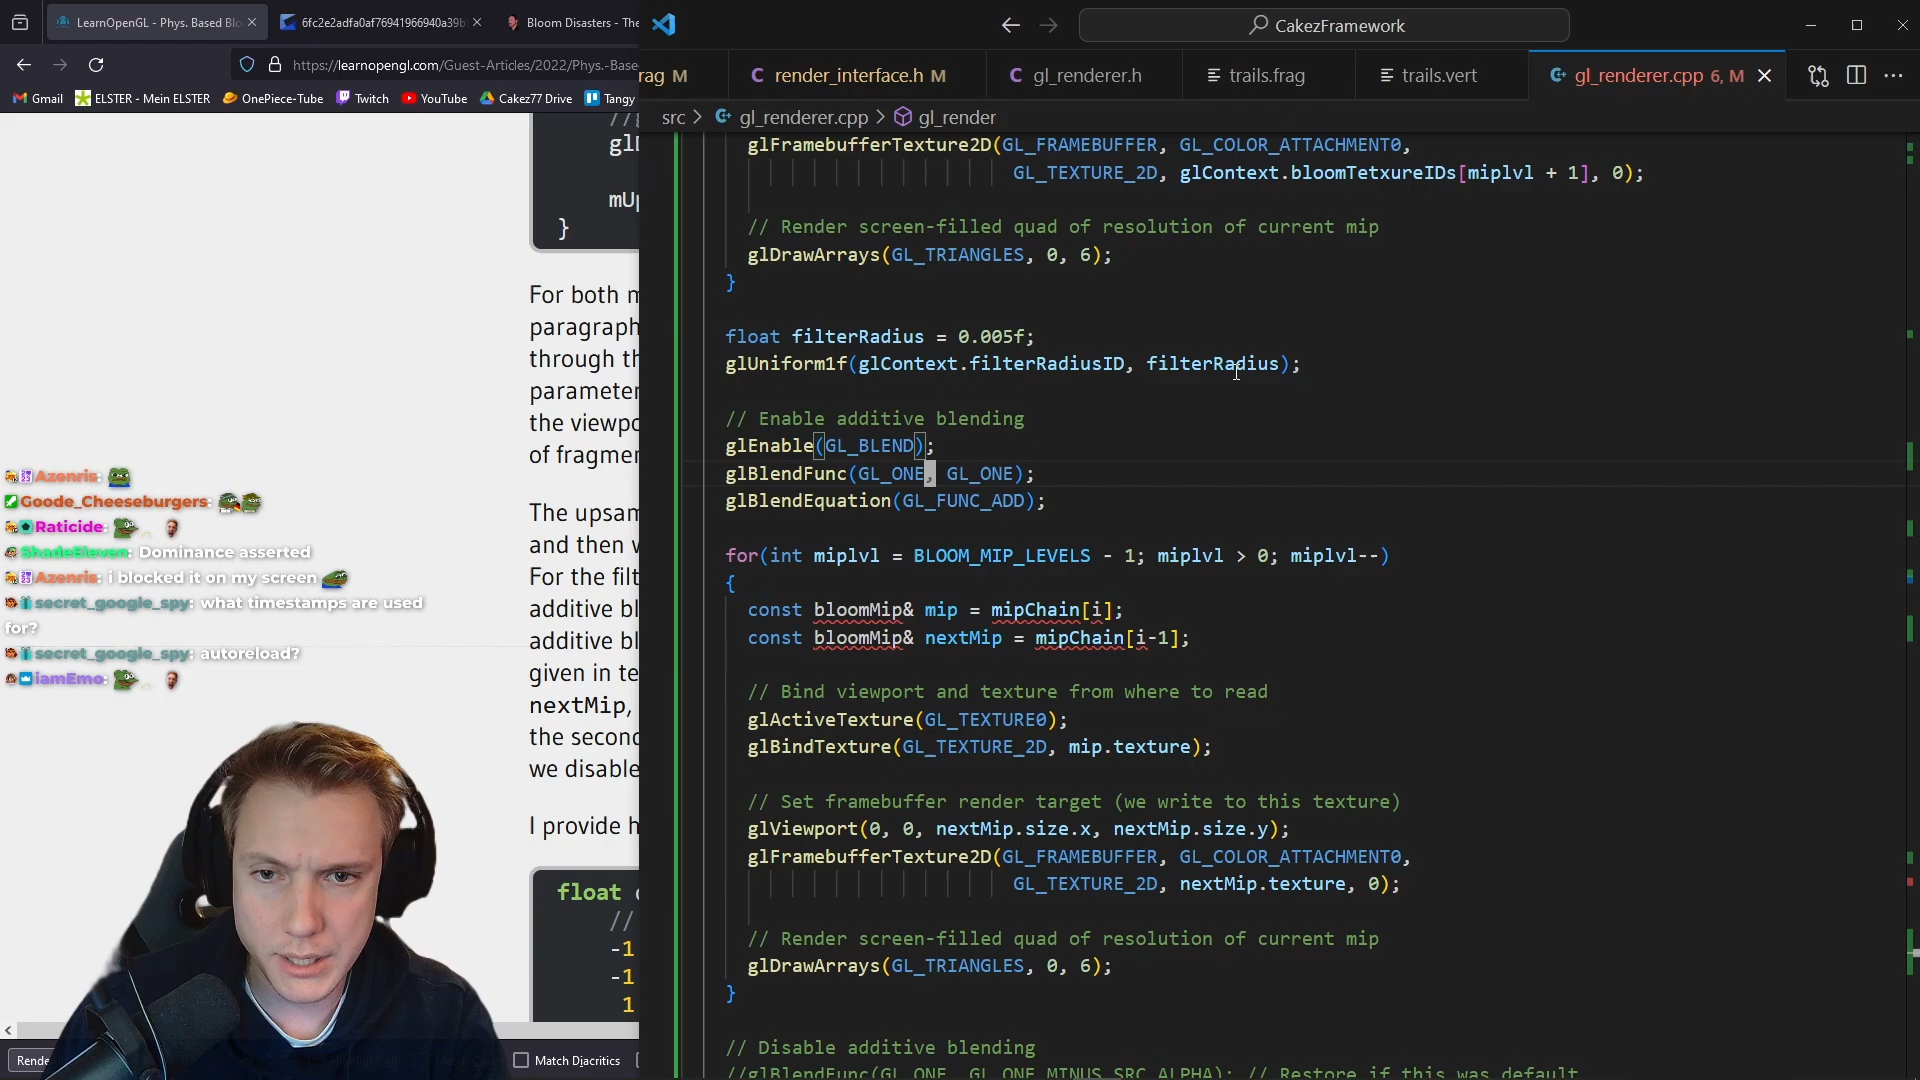 LearnOpenGL - Phys. Based Blo
6fc2e2adfa0af76941966940a39b
Bloom Disasters - The
CakezFramework
https://learnopengl.com/Guest-Articles/2022/Phys.-Base
Gmail ELSTER - Mein ELSTER OnePiece-Tube Twitch YouTube Cakez77 Drive Tangy
rag M render_interface.h M gl_renderer.h trails.frag trails.vert gl_renderer.cpp 6, M
src > gl_renderer.cpp > gl_render
glFramebufferTexture2D(GL_FRAMEBUFFER, GL_COLOR_ATTACHMENT0,
GL_TEXTURE_2D, glContext.bloomTetxureIDs[miplvl + 1], 0);
// Render screen-filled quad of resolution of current mip
glDrawArrays(GL_TRIANGLES, 0, 6);
}
float filterRadius = 0.005f;
glUniform1f(glContext.filterRadiusID, filterRadius);
// Enable additive blending
glEnable(GL_BLEND);
glBlendFunc(GL_ONE, GL_ONE);
glBlendEquation(GL_FUNC_ADD);
for(int miplvl = BLOOM_MIP_LEVELS - 1; miplvl > 0; miplvl--)
{
const bloomMip& mip = mipChain[i];
const bloomMip& nextMip = mipChain[i-1];
// Bind viewport and texture from where to read
glActiveTexture(GL_TEXTURE0);
glBindTexture(GL_TEXTURE_2D, mip.texture);
// Set framebuffer render target (we write to this texture)
glViewport(0, 0, nextMip.size.x, nextMip.size.y);
glFramebufferTexture2D(GL_FRAMEBUFFER, GL_COLOR_ATTACHMENT0,
GL_TEXTURE_2D, nextMip.texture, 0);
// Render screen-filled quad of resolution of current mip
glDrawArrays(GL_TRIANGLES, 0, 6);
}
// Disable additive blending
//glBlendFunc(GL_ONE, GL_ONE_MINUS_SRC_ALPHA); // Restore if this was default
//g
glD
mUp
}
For both m
paragraph
through th
parameter
the viewpo
of fragmen
The upsam
and then w
For the filt
additive bl
additive bl
given in te
nextMip,
the second
we disable
I provide h
float
//
-1
-1
1
Azenris:
Goode_Cheeseburgers:
Raticide:
ShadeEleven: Dominance asserted
Azenris: i blocked it on my screen
secret_google_spy: what timestamps are used
for?
secret_google_spy: autoreload?
iamEmo:
Rende
Match Diacritics